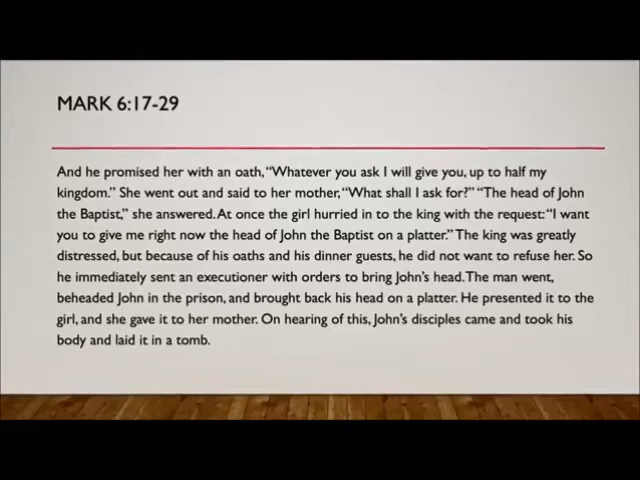 MARK 6:17-29
And he promised her with an oath, “Whatever you ask I will give you, up to half my
kingdom.” She went out and said to her mother, “What shall I ask for?” “The head of John
the Baptist,” she answered. At once the girl hurried in to the king with the request: “I want
you to give me right now the head of John the Baptist on a platter.” The king was greatly
distressed, but because of his oaths and his dinner guests, he did not want to refuse her. So
he immediately sent an executioner with orders to bring John’s head. The man went,
beheaded John in the prison, and brought back his head on a platter. He presented it to the
girl, and she gave it to her mother. On hearing of this, John’s disciples came and took his
body and laid it in a tomb.